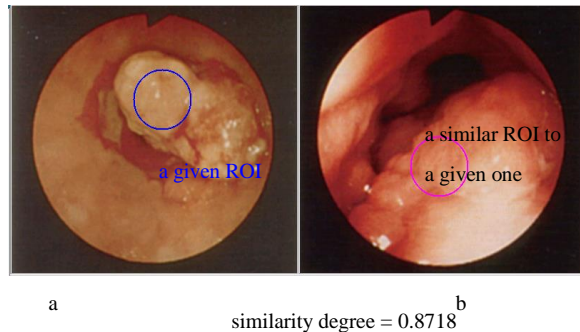 a given ROI
a similar ROI to
a given one
a
b
similarity degree = 0.8718